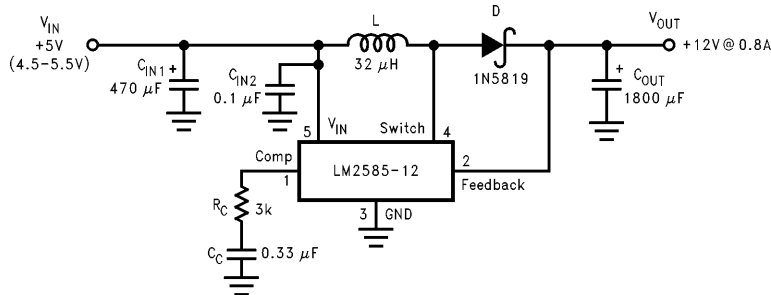 V_IN
+5V
(4.5-5.5V)
C_IN1 +
470 μF
C_IN2
0.1 μF
L
32 μH
D
1N5819
V_OUT
+12V@0.8A
+
C_OUT
1800 μF
5
V_IN
Switch
4
Comp
1
LM2585-12
2
Feedback
3
GND
R_C
3k
C_C
0.33 μF